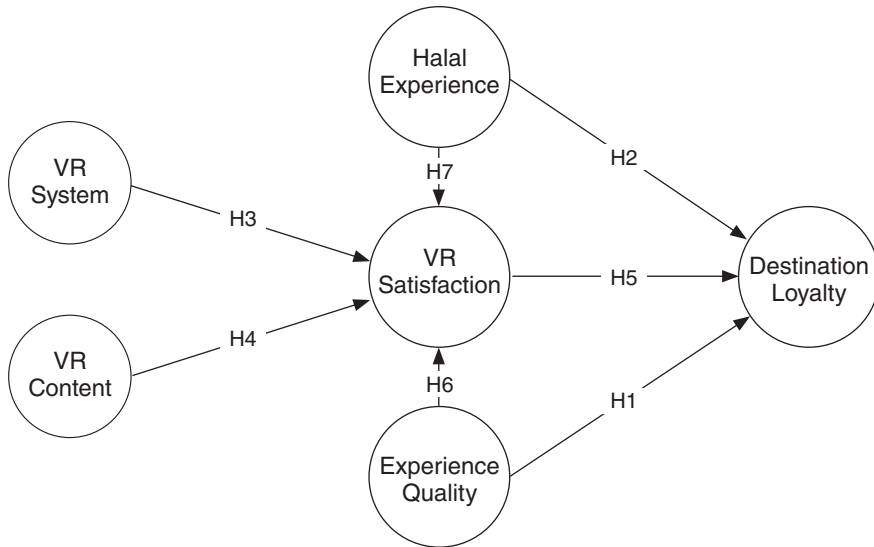 Halal
Experience
H7
H2
VR
System
H3
VR
Satisfaction
H5
Destination
Loyalty
H4
VR
Content
H6
H1
Experience
Quality